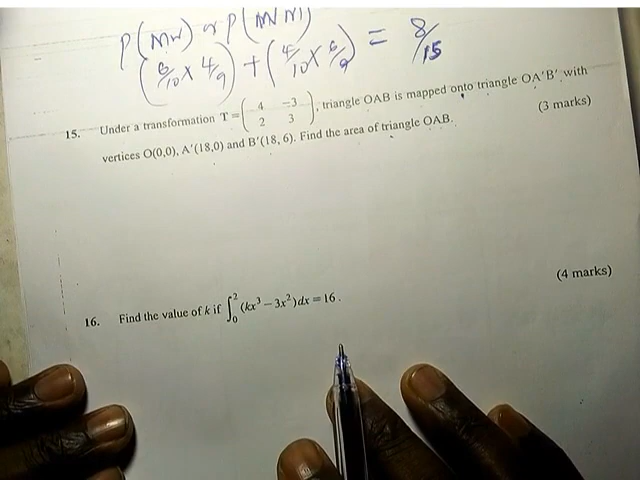 P(MW) or P(WM)
(6/10 x 4/9) + (4/10 x 6/9) = 8/15
15. Under a transformation T = ( 4 −3 / 2 3 ), triangle OAB is mapped onto triangle OA′B′ with
vertices O(0,0), A′(18,0) and B′(18, 6). Find the area of triangle OAB. (3 marks)
16. Find the value of k if ∫₀² (kx³ − 3x²)dx = 16. (4 marks)